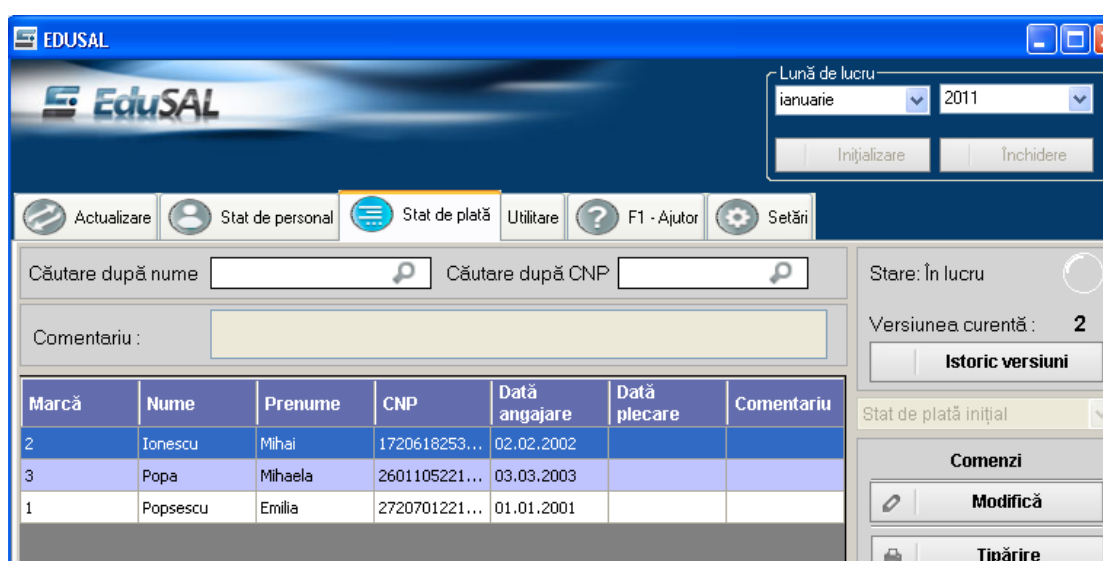 EDUSAL
EduSAL
Lună de lucru
ianuarie 2011
Inițializare Închidere
Actualizare Stat de personal Stat de plată Utilitare ? F1 - Ajutor Setări
Căutare după nume Căutare după CNP
Comentariu :
Stare: În lucru
Versiunea curentă : 2
Istoric versiuni
Stat de plată inițial
Marcă Nume Prenume CNP Dată angajare Dată plecare Comentariu
2 Ionescu Mihai 1720618253... 02.02.2002
3 Popa Mihaela 2601105221... 03.03.2003
1 Popsescu Emilia 2720701221... 01.01.2001
Comenzi
Modifică
Tipărire